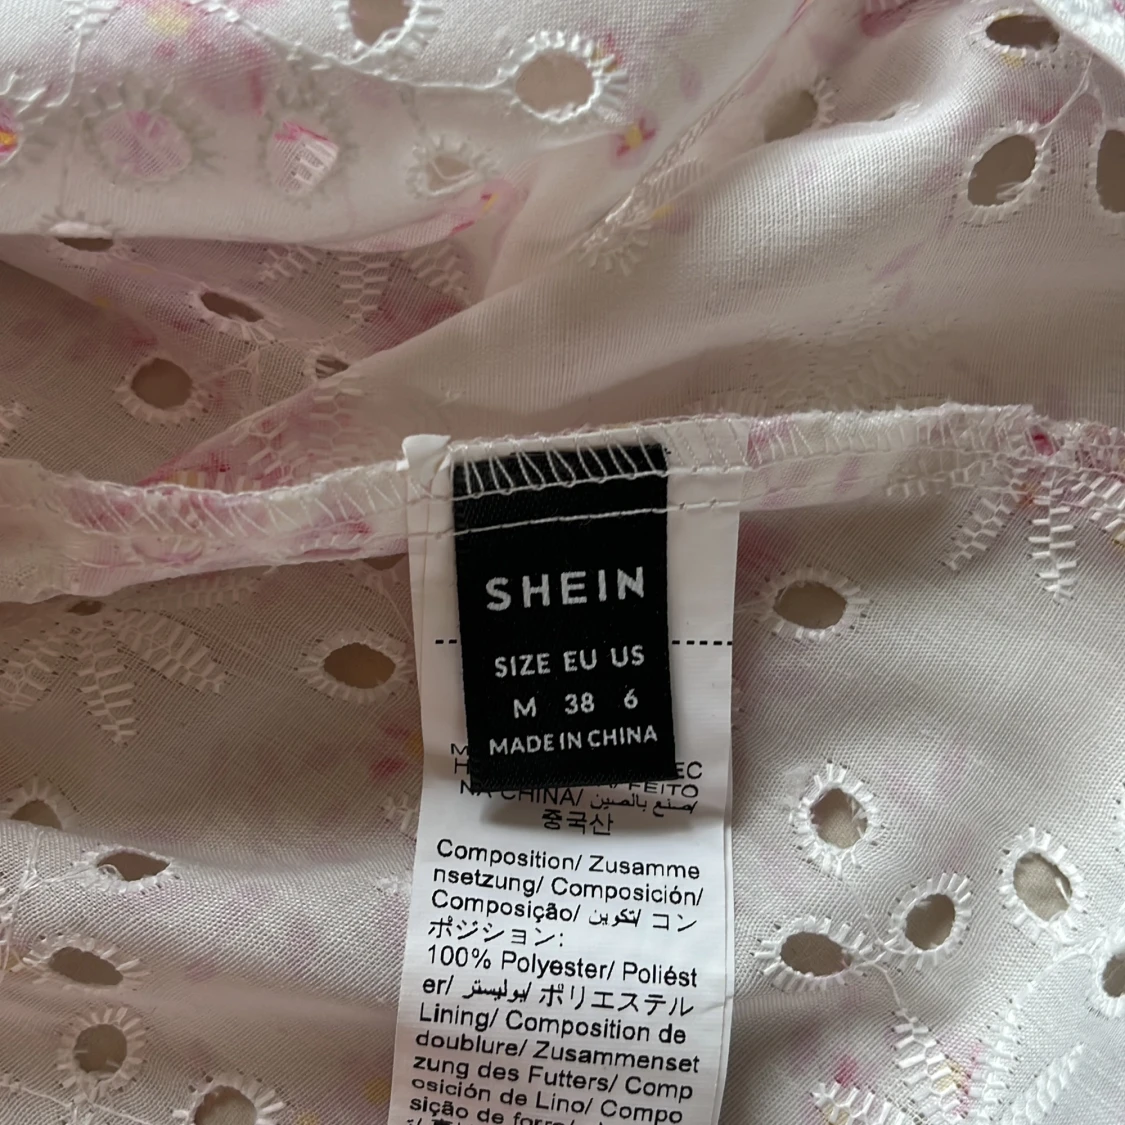 SHEIN
SIZE EU US
M 38 6
MADE IN CHINA
FEITO
NA CHINA/ صنع بالصين/
중국산
Composition/ Zusamme
nsetzung/ Composición/
Composição/ تكوين/ コン
ポジション:
100% Polyester/ Poliést
er/ بوليستر/ ポリエステル
Lining/ Composition de
doublure/ Zusammenset
zung des Futters/ Comp
osición de Lino/ Compo
sição de forro/